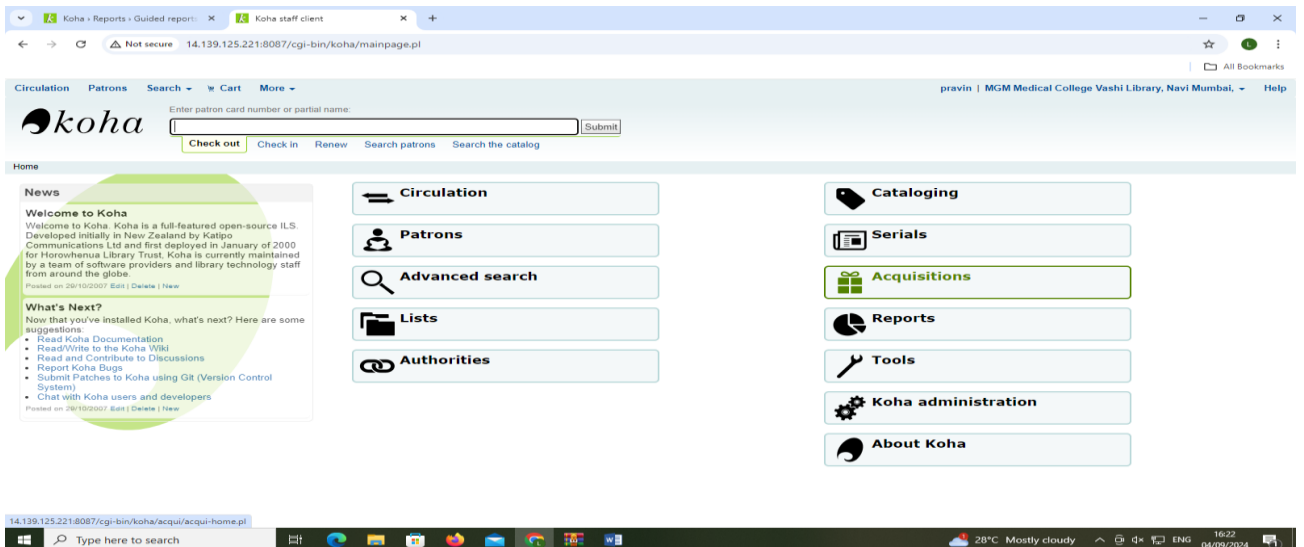 Koha › Reports › Guided reports
Koha staff client
Not secure 14.139.125.221:8087/cgi-bin/koha/mainpage.pl
All Bookmarks
Circulation Patrons Search Cart More
pravin | MGM Medical College Vashi Library, Navi Mumbai, Help
koha
Enter patron card number or partial name:
Submit
Check out Check in Renew Search patrons Search the catalog
Home
News
Welcome to Koha
Welcome to Koha. Koha is a full-featured open-source ILS.
Developed initially in New Zealand by Katipo
Communications Ltd and first deployed in January of 2000
for Horowhenua Library Trust, Koha is currently maintained
by a team of software providers and library technology staff
from around the globe.
Posted on 29/10/2007 Edit | Delete | New
What's Next?
Now that you've installed Koha, what's next? Here are some
suggestions:
• Read Koha Documentation
• Read/Write to the Koha Wiki
• Read and Contribute to Discussions
• Report Koha Bugs
• Submit Patches to Koha using Git (Version Control
System)
• Chat with Koha users and developers
Posted on 29/10/2007 Edit | Delete | New
Circulation
Patrons
Advanced search
Lists
Authorities
Cataloging
Serials
Acquisitions
Reports
Tools
Koha administration
About Koha
14.139.125.221:8087/cgi-bin/koha/acqui/acqui-home.pl
Type here to search
28°C Mostly cloudy
ENG
16:22
04/09/2024